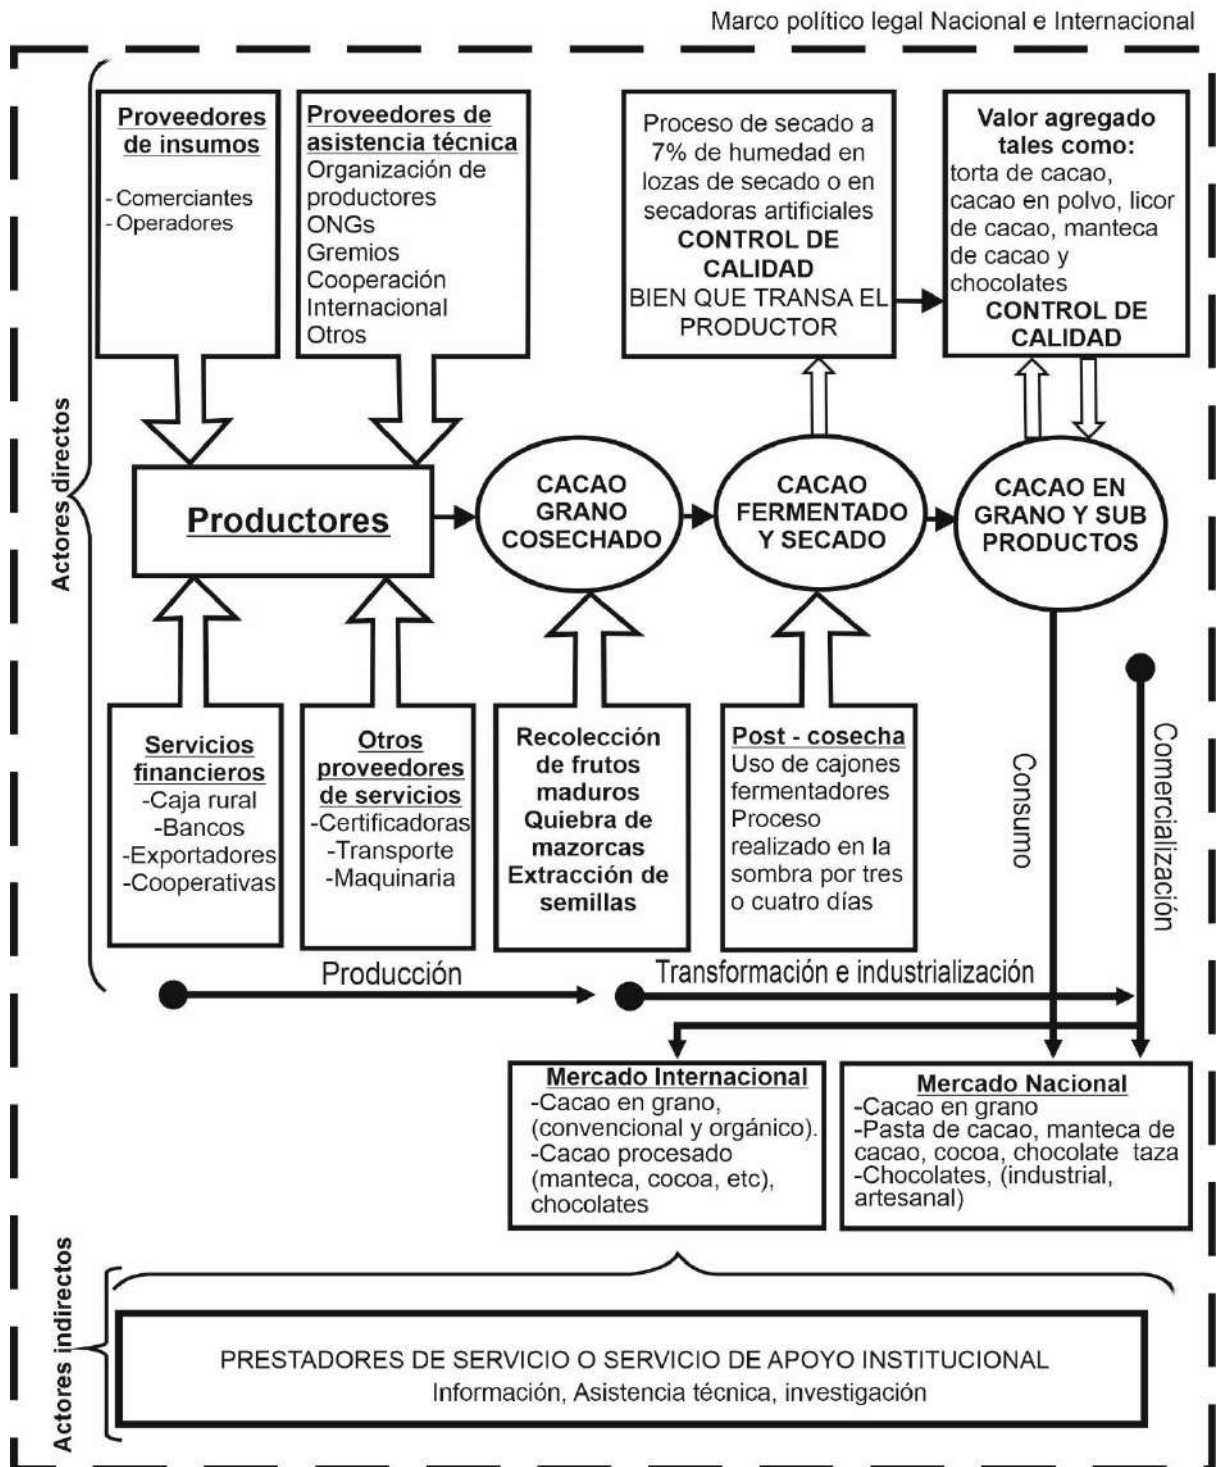 Marco político legal Nacional e Internacional
Actores directos
Proveedores
de insumos
- Comerciantes
- Operadores
Proveedores de
asistencia técnica
Organización de
productores
ONGs
Gremios
Cooperación
Internacional
Otros
Proceso de secado a
7% de humedad en
lozas de secado o en
secadoras artificiales
CONTROL DE
CALIDAD
BIEN QUE TRANSA EL
PRODUCTOR
Valor agregado
tales como:
torta de cacao,
cacao en polvo, licor
de cacao, manteca
de cacao y
chocolates
CONTROL DE
CALIDAD
Productores
CACAO
GRANO
COSECHADO
CACAO
FERMENTADO
Y SECADO
CACAO EN
GRANO Y SUB
PRODUCTOS
Servicios
financieros
-Caja rural
-Bancos
-Exportadores
-Cooperativas
Otros
proveedores
de servicios
-Certificadoras
-Transporte
-Maquinaria
Recolección
de frutos
maduros
Quiebra de
mazorcas
Extracción de
semillas
Post - cosecha
Uso de cajones
fermentadores
Proceso
realizado en la
sombra por tres
o cuatro días
Consumo
Comercialización
Producción
Transformación e industrialización
Mercado Internacional
-Cacao en grano,
(convencional y orgánico).
-Cacao procesado
(manteca, cocoa, etc),
chocolates
Mercado Nacional
-Cacao en grano
-Pasta de cacao, manteca de
cacao, cocoa, chocolate taza
-Chocolates, (industrial,
artesanal)
Actores indirectos
PRESTADORES DE SERVICIO O SERVICIO DE APOYO INSTITUCIONAL
Información, Asistencia técnica, investigación